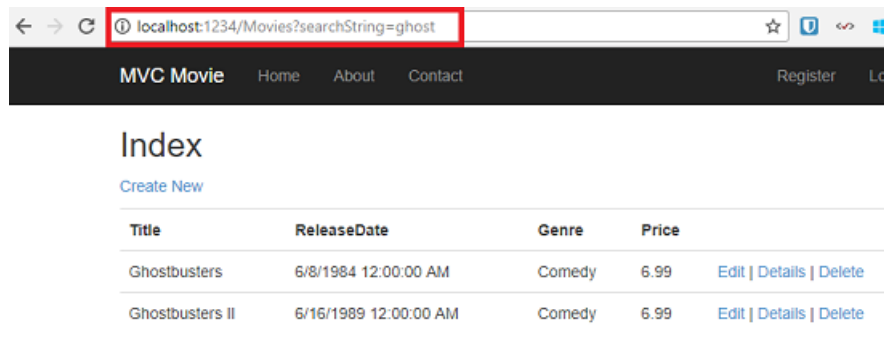 localhost:1234/Movies?searchString=ghost
MVC Movie Home About Contact Register
Index
Create New
Title ReleaseDate Genre Price
Ghostbusters 6/8/1984 12:00:00 AM Comedy 6.99 Edit | Details | Delete
Ghostbusters II 6/16/1989 12:00:00 AM Comedy 6.99 Edit | Details | Delete